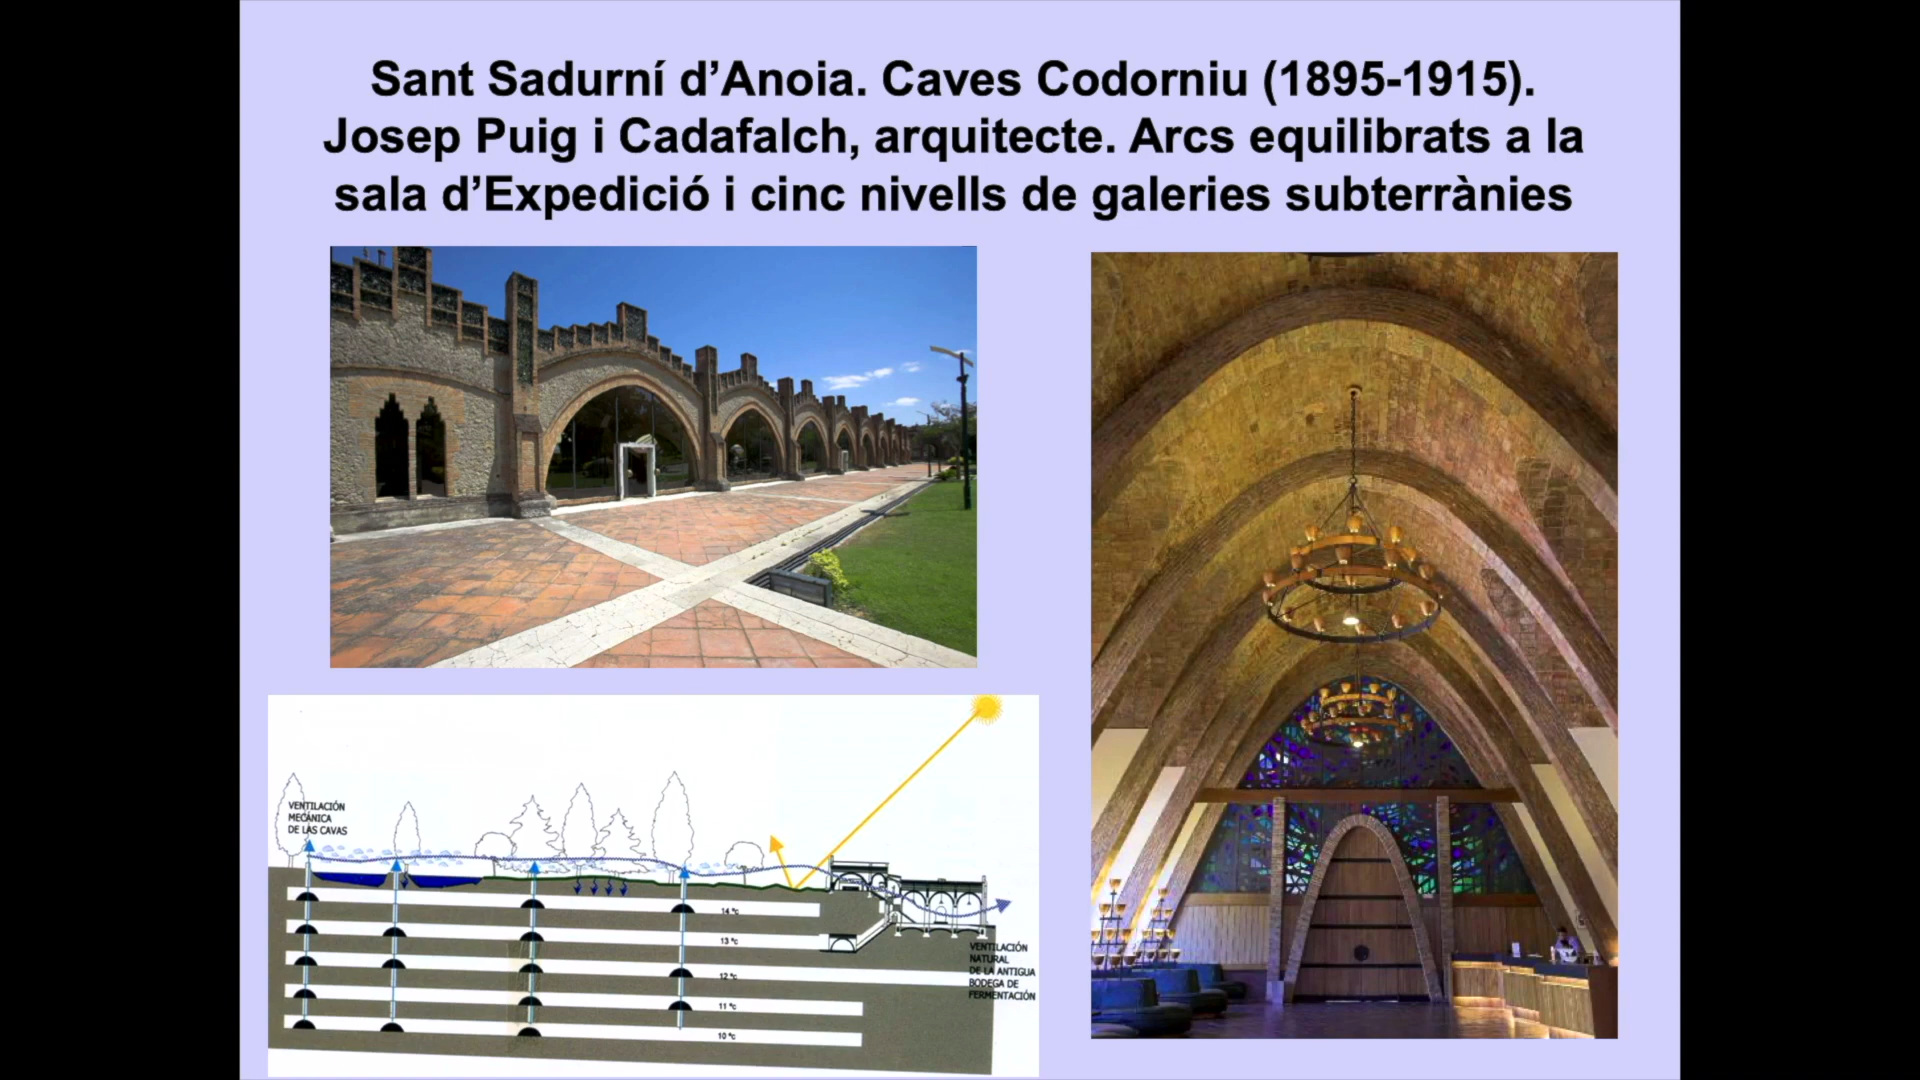 Sant Sadurní d’Anoia. Caves Codorniu (1895-1915).
Josep Puig i Cadafalch, arquitecte. Arcs equilibrats a la
sala d’Expedició i cinc nivells de galeries subterrànies
VENTILACIÓN
MECÁNICA
DE LAS CAVAS
14 ºc
13 ºc
12 ºc
11 ºc
10 ºc
VENTILACIÓN
NATURAL
DE LA ANTIGUA
BODEGA DE
FERMENTACIÓN